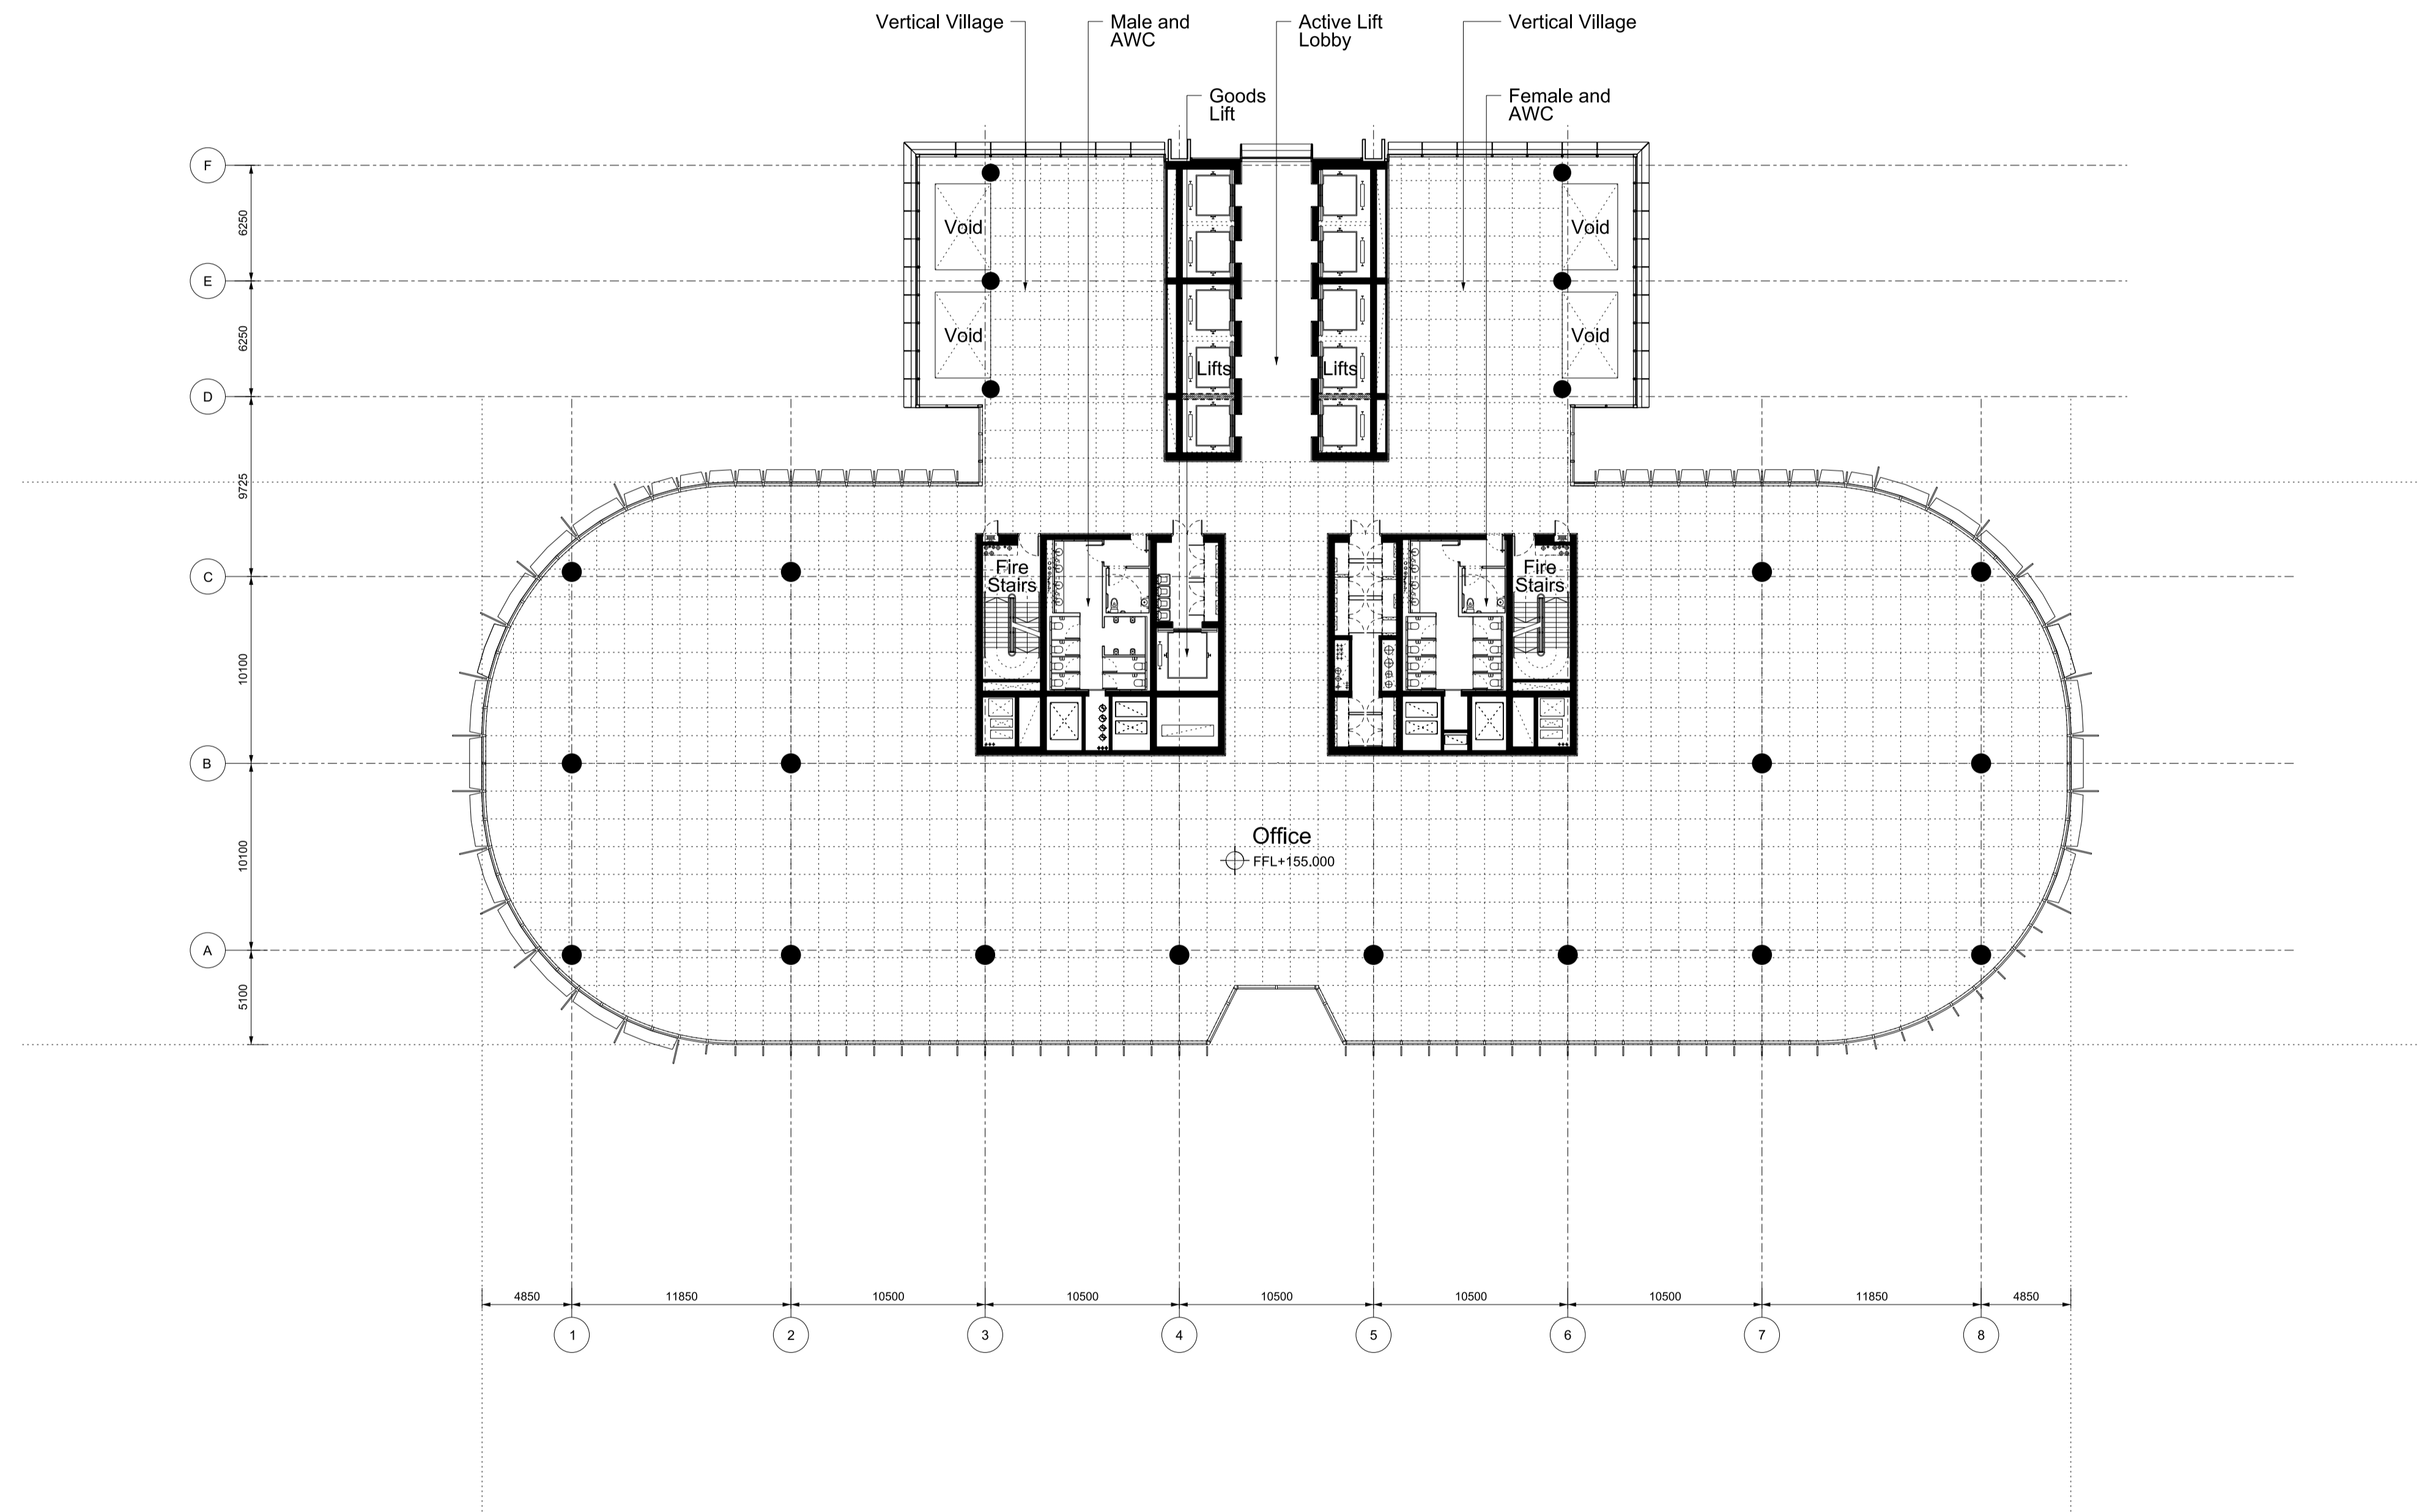 Vertical Village
Male and
AWC
Active Lift
Lobby
Vertical Village
Goods
Lift
Female and
AWC
F
6250
Void
Void
E
6250
Void
Void
Lifts
Lifts
D
9725
Fire
Stairs
Fire
Stairs
C
10100
B
Office
FFL+155.000
10100
A
5100
4850
11850
10500
10500
10500
10500
10500
11850
4850
1
2
3
4
5
6
7
8